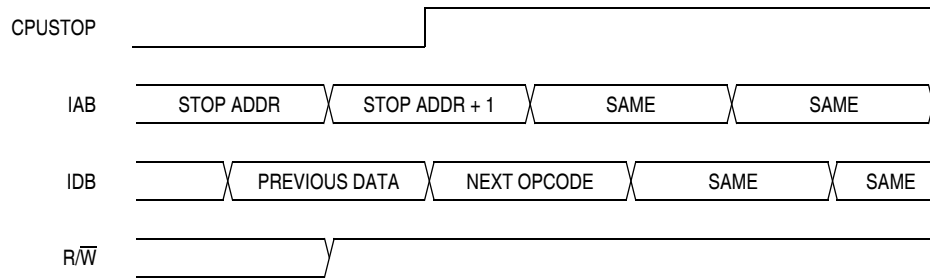 CPUSTOP
IAB STOP ADDR STOP ADDR + 1 SAME SAME
IDB PREVIOUS DATA NEXT OPCODE SAME SAME
R/W̅